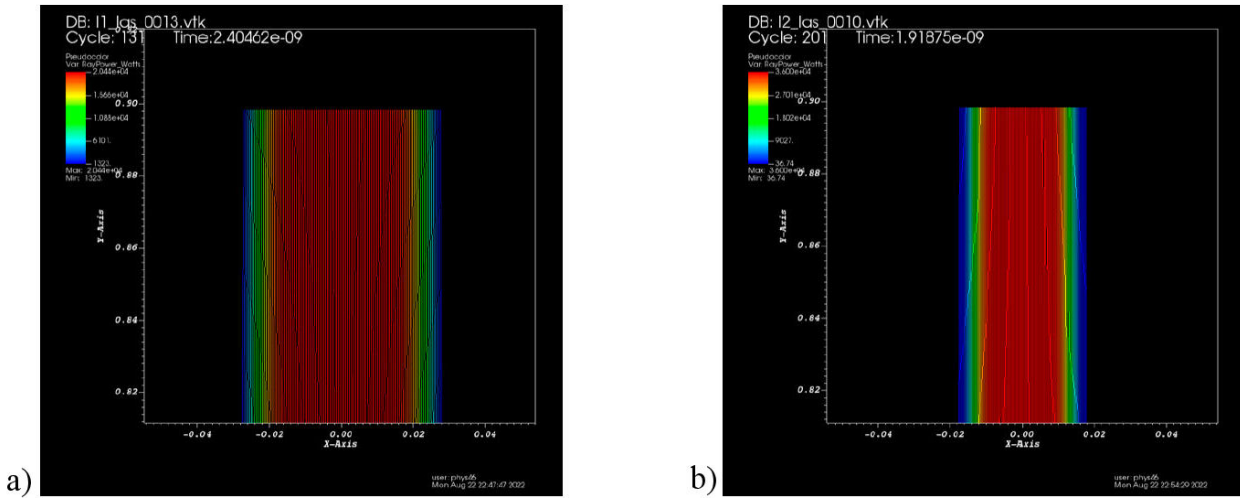 DB: I1_las_0013.vtk
Cycle: 131 Time:2.40462e-09
Pseudocolor
Var: RayPower_Watts
2.044e+04
1.566e+04
1.085e+04
6101.
1323.
Max: 2.044e+04
Min: 1323.
0.90
0.88
0.86
0.84
0.82
Y-Axis
-0.04 -0.02 0.00 0.02 0.04
X-Axis
user: phys46
Mon Aug 22 22:47:47 2022
a)
DB: I2_las_0010.vtk
Cycle: 201 Time:1.91875e-09
Pseudocolor
Var: RayPower_Watts
3.600e+04
2.701e+04
1.802e+04
9027.
36.74
Max: 3.600e+04
Min: 36.74
0.90
0.88
0.86
0.84
0.82
Y-Axis
-0.04 -0.02 0.00 0.02 0.04
X-Axis
user: phys46
Mon Aug 22 22:54:29 2022
b)